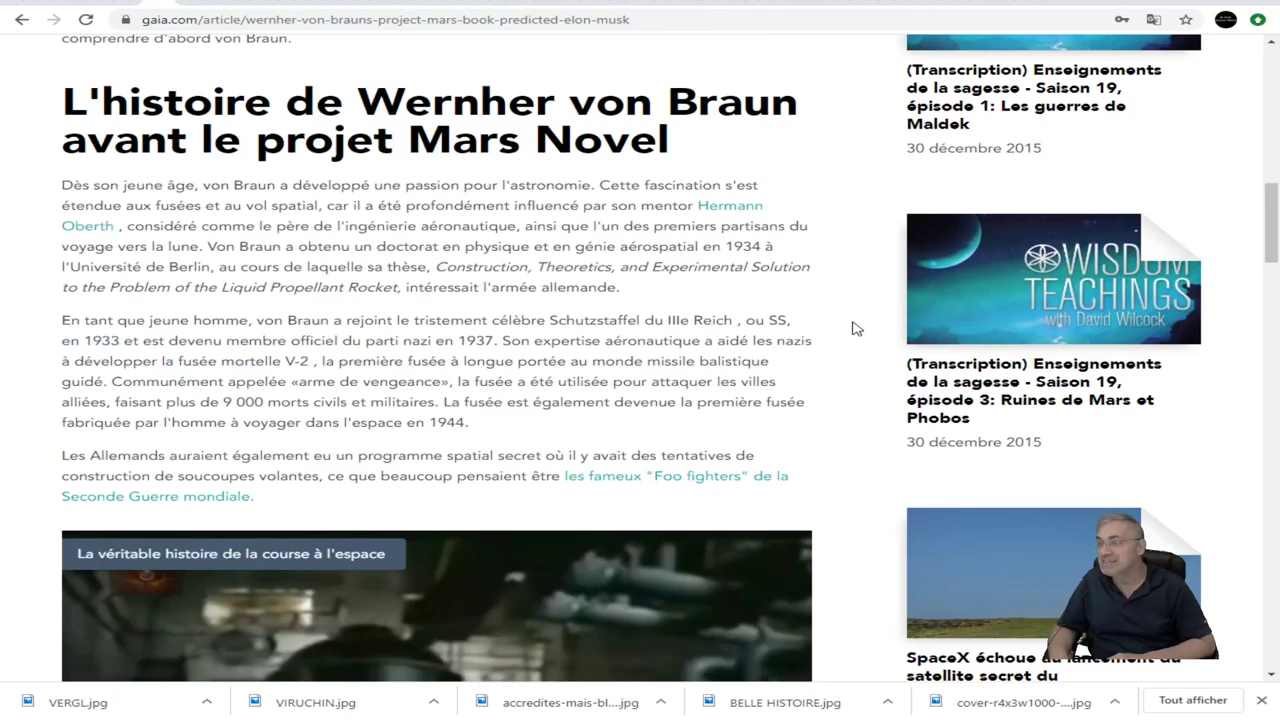 gaia.com/article/wernher-von-brauns-project-mars-book-predicted-elon-musk
comprendre d'abord von Braun.
L'histoire de Wernher von Braun
avant le projet Mars Novel
Dès son jeune âge, von Braun a développé une passion pour l'astronomie. Cette fascination s'est
étendue aux fusées et au vol spatial, car il a été profondément influencé par son mentor Hermann
Oberth , considéré comme le père de l'ingénierie aéronautique, ainsi que l'un des premiers partisans du
voyage vers la lune. Von Braun a obtenu un doctorat en physique et en génie aérospatial en 1934 à
l'Université de Berlin, au cours de laquelle sa thèse, Construction, Theoretics, and Experimental Solution
to the Problem of the Liquid Propellant Rocket, intéressait l'armée allemande.
En tant que jeune homme, von Braun a rejoint le tristement célèbre Schutzstaffel du IIIe Reich , ou SS,
en 1933 et est devenu membre officiel du parti nazi en 1937. Son expertise aéronautique a aidé les nazis
à développer la fusée mortelle V-2 , la première fusée à longue portée au monde missile balistique
guidé. Communément appelée «arme de vengeance», la fusée a été utilisée pour attaquer les villes
alliées, faisant plus de 9 000 morts civils et militaires. La fusée est également devenue la première fusée
fabriquée par l'homme à voyager dans l'espace en 1944.
Les Allemands auraient également eu un programme spatial secret où il y avait des tentatives de
construction de soucoupes volantes, ce que beaucoup pensaient être les fameux "Foo fighters" de la
Seconde Guerre mondiale.
La véritable histoire de la course à l'espace
(Transcription) Enseignements
de la sagesse - Saison 19,
épisode 1: Les guerres de
Maldek
30 décembre 2015
WISDOM
TEACHINGS
with David Wilcock
(Transcription) Enseignements
de la sagesse - Saison 19,
épisode 3: Ruines de Mars et
Phobos
30 décembre 2015
SpaceX échoue au lancement du
satellite secret du
VERGL.jpg
VIRUCHIN.jpg
accredites-mais-bl....jpg
BELLE HISTOIRE.jpg
cover-r4x3w1000-....jpg
Tout afficher